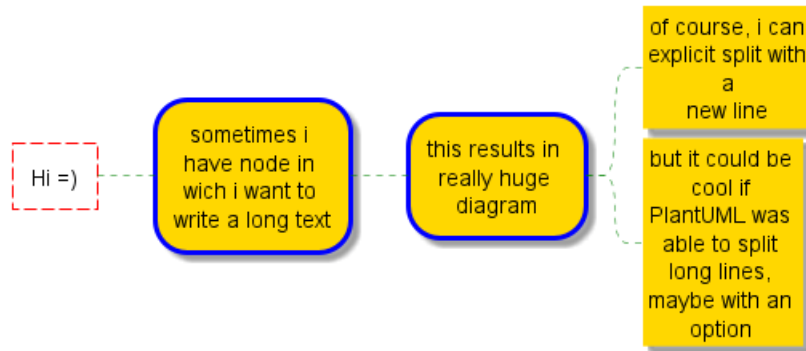 Hi =)
sometimes i
have node in
wich i want to
write a long text
this results in
really huge
diagram
of course, i can
explicit split with
a
new line
but it could be
cool if
PlantUML was
able to split
long lines,
maybe with an
option